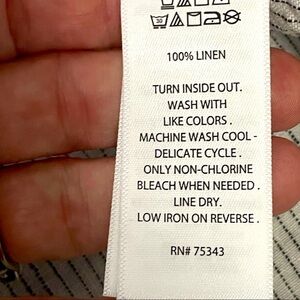 30
100% LINEN
TURN INSIDE OUT.
WASH WITH
LIKE COLORS .
MACHINE WASH COOL -
DELICATE CYCLE .
ONLY NON-CHLORINE
BLEACH WHEN NEEDED .
LINE DRY.
LOW IRON ON REVERSE .
RN# 75343